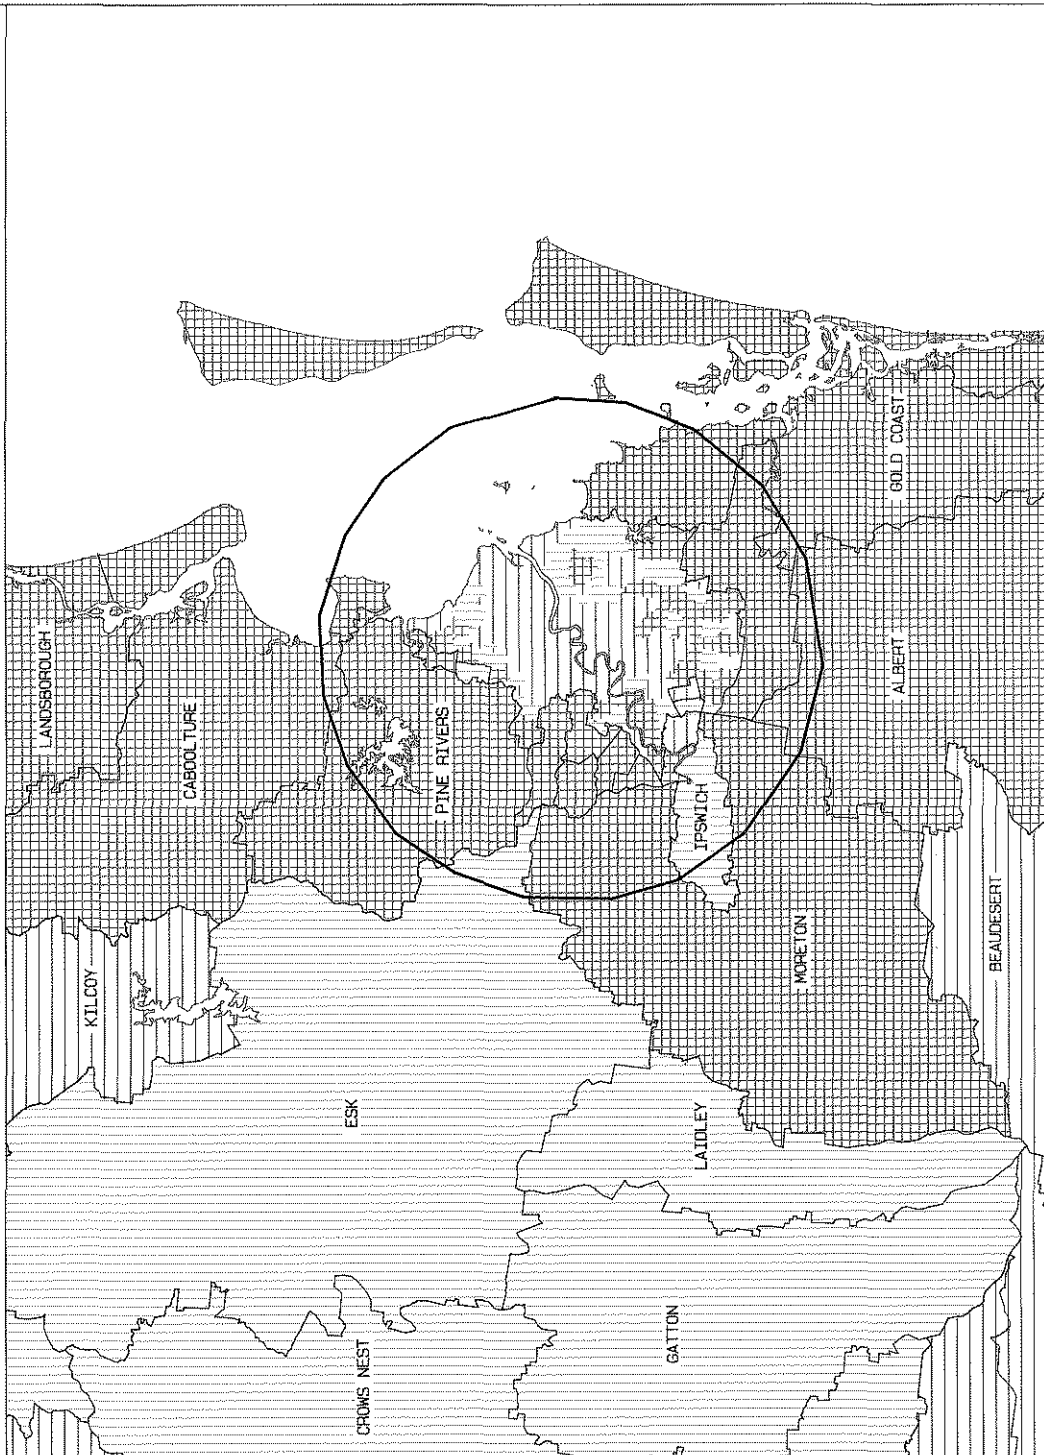 LANDSBOROUGH
CABOOLTURE
KILCOY
PINE RIVERS
ESK
CROWS NEST
IPSWICH
GOLD COAST
ALBERT
MORETON
BEAUDESERT
LAIDLEY
GATTON